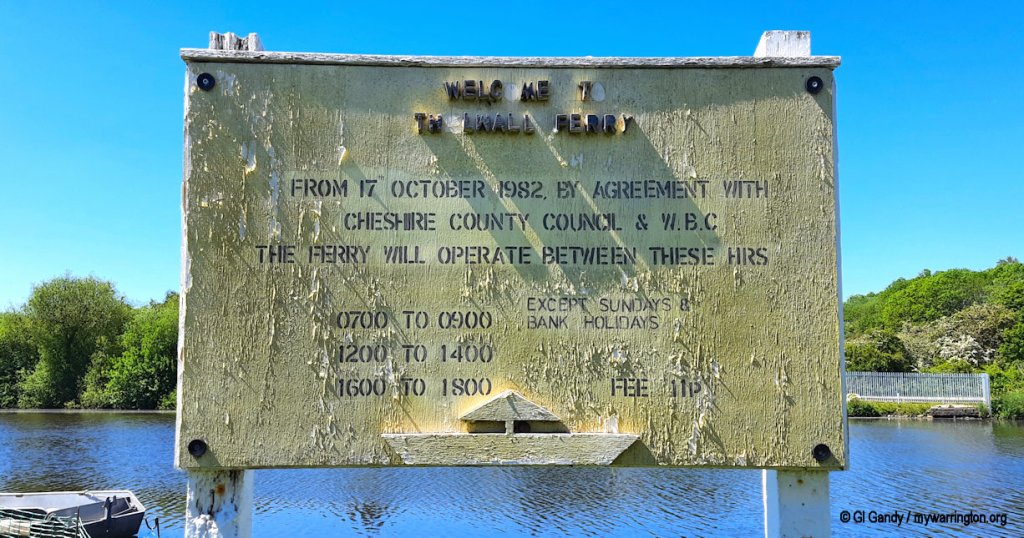 WELCOME TO
THELWALL FERRY
FROM 17TH OCTOBER 1982, BY AGREEMENT WITH
CHESHIRE COUNTY COUNCIL & W.B.C
THE FERRY WILL OPERATE BETWEEN THESE HRS
0700 TO 0900 EXCEPT SUNDAYS &
BANK HOLIDAYS
1200 TO 1400
1600 TO 1800 FEE 11P
© GI Gandy / mywarrington.org